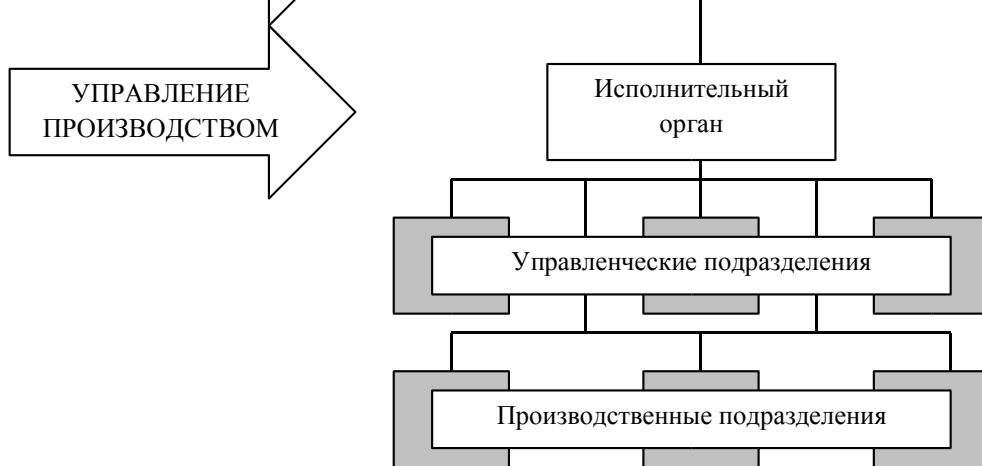 УПРАВЛЕНИЕ
ПРОИЗВОДСТВОМ
Исполнительный
орган
Управленческие подразделения
Производственные подразделения